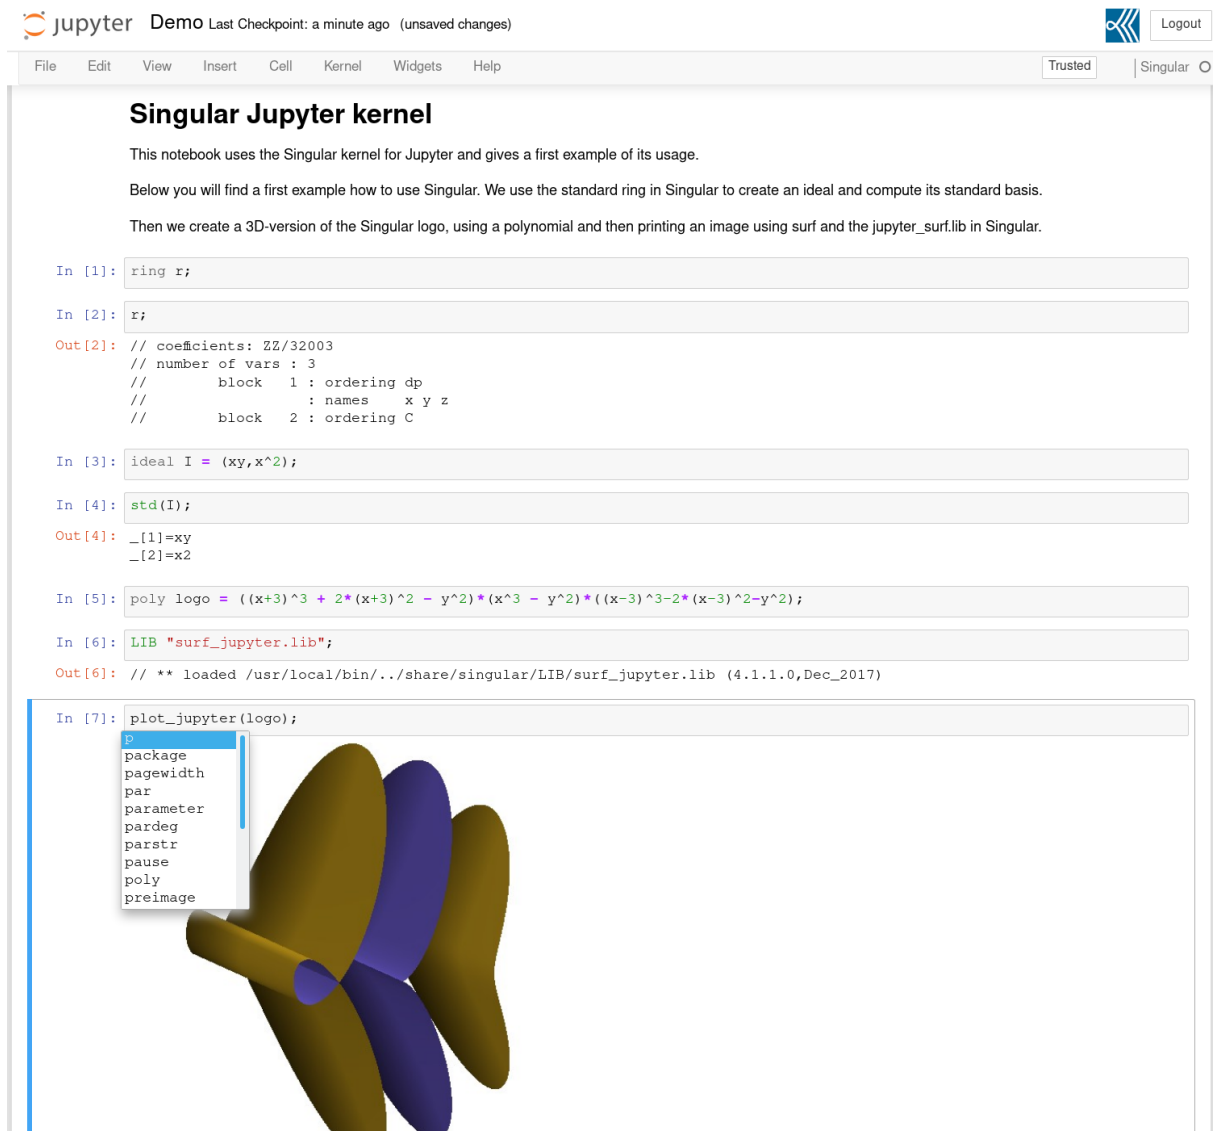 jupyter Demo Last Checkpoint: a minute ago (unsaved changes) Logout
File Edit View Insert Cell Kernel Widgets Help Trusted Singular
Singular Jupyter kernel
This notebook uses the Singular kernel for Jupyter and gives a first example of its usage.
Below you will find a first example how to use Singular. We use the standard ring in Singular to create an ideal and compute its standard basis.
Then we create a 3D-version of the Singular logo, using a polynomial and then printing an image using surf and the jupyter_surf.lib in Singular.
In [1]: ring r;
In [2]: r;
Out[2]: // coefficients: ZZ/32003
// number of vars : 3
//        block   1 : ordering dp
//                  : names    x y z
//        block   2 : ordering C
In [3]: ideal I = (xy,x^2);
In [4]: std(I);
Out[4]: _[1]=xy
_[2]=x2
In [5]: poly logo = ((x+3)^3 + 2*(x+3)^2 - y^2)*(x^3 - y^2)*((x-3)^3-2*(x-3)^2-y^2);
In [6]: LIB "surf_jupyter.lib";
Out[6]: // ** loaded /usr/local/bin/../share/singular/LIB/surf_jupyter.lib (4.1.1.0,Dec_2017)
In [7]: plot_jupyter(logo);
p
package
pagewidth
par
parameter
pardeg
parstr
pause
poly
preimage